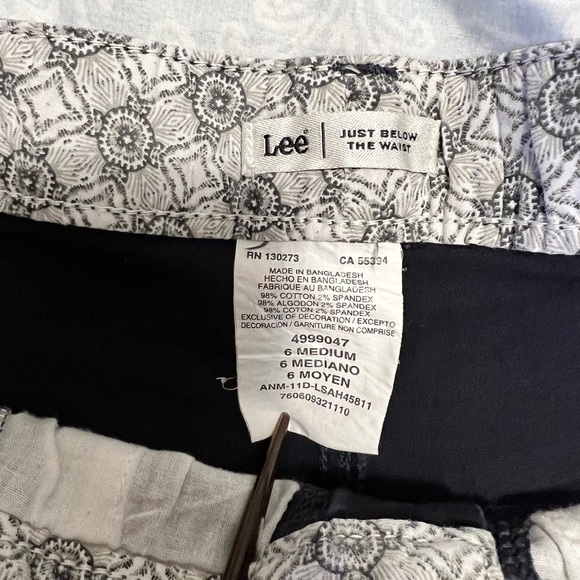 Lee® | JUST BELOW
THE WAIST
RN 130273 CA 55394
MADE IN BANGLADESH
HECHO EN BANGLADESH
FABRIQUE AU BANGLADESH
98% COTTON 2% SPANDEX
98% ALGODON 2% SPANDEX
98% COTON 2% SPANDEX
EXCLUSIVE OF DECORATION / EXCEPTO
DECORACION / GARNITURE NON COMPRISE
4999047
6 MEDIUM
6 MEDIANO
6 MOYEN
ANM-11D-LSAH45811
760609321110